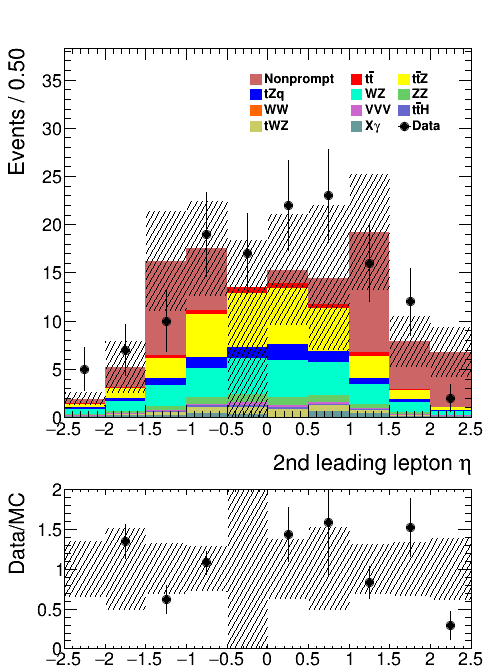 Events / 0.50
35
30
25
20
15
10
5
0
Nonprompt tt̄ tt̄Z
tZq WZ ZZ
WW VVV tt̄H
tWZ Xγ Data
−2.5 −2 −1.5 −1 −0.5 0 0.5 1 1.5 2 2.5
2nd leading lepton η
Data/MC
2
1.5
1
0.5
0
−2.5 −2 −1.5 −1 −0.5 0 0.5 1 1.5 2 2.5